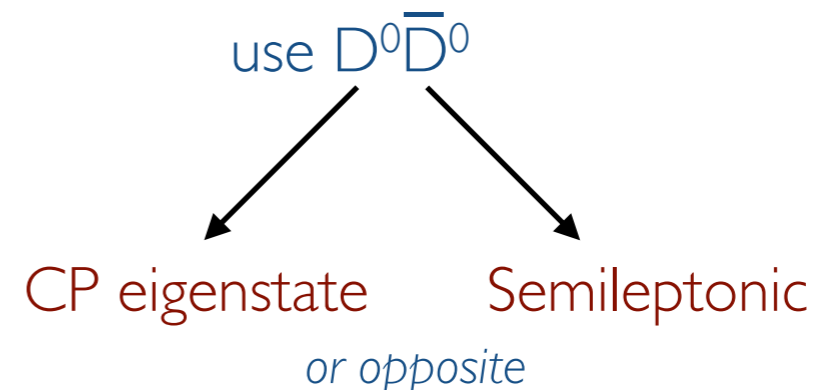 use D⁰D̅⁰
CP eigenstate Semileptonic
or opposite